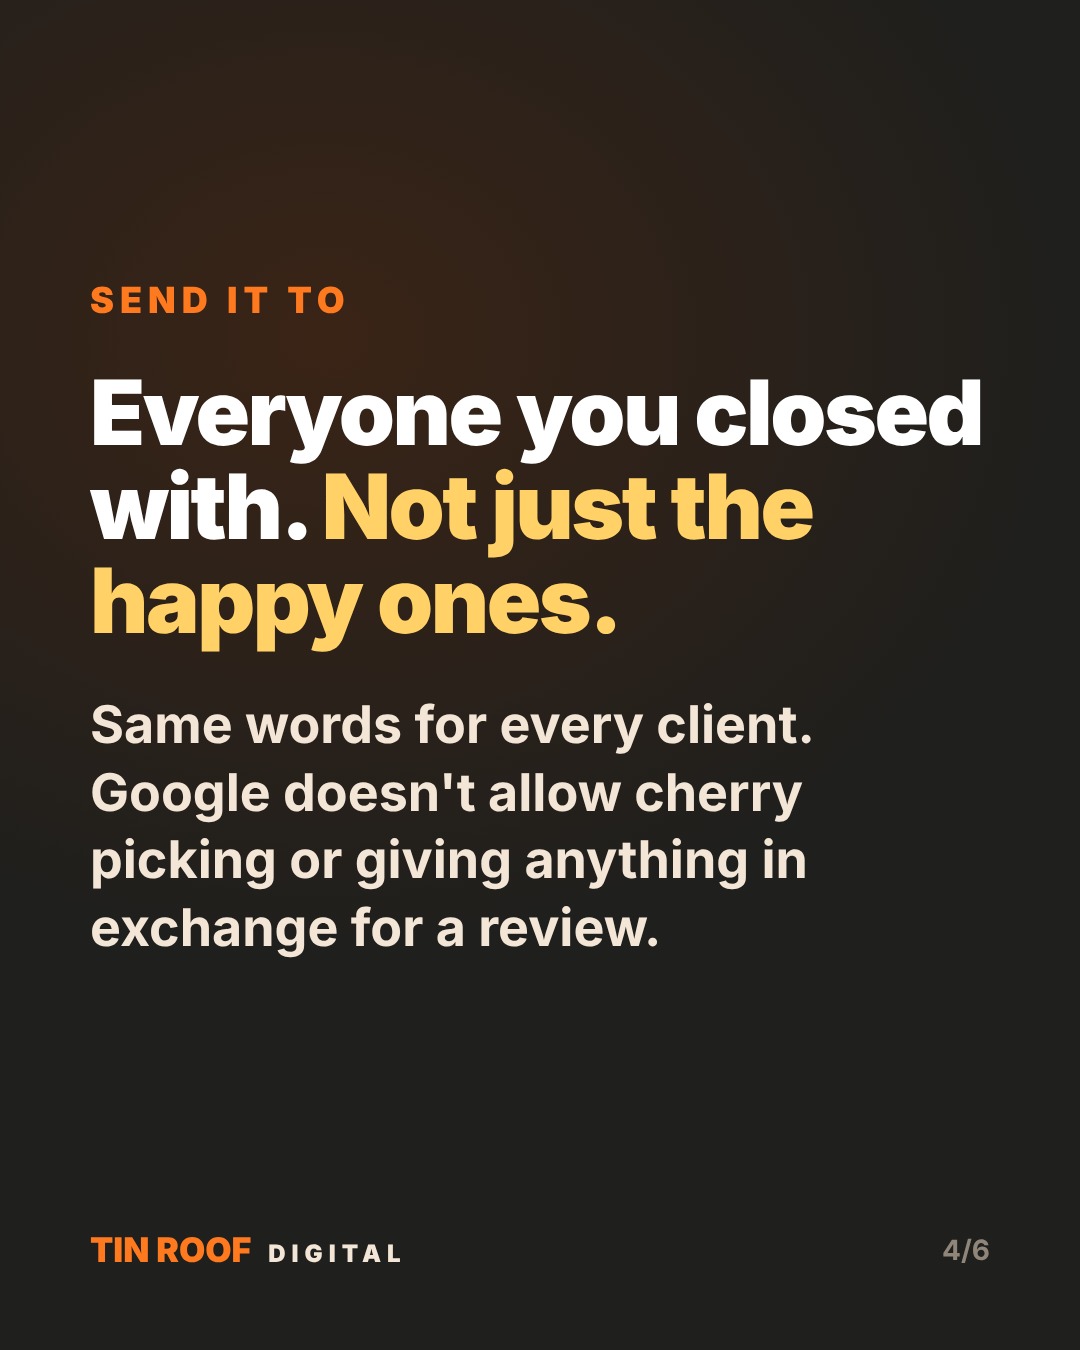 SEND IT TO
Everyone you closed
with. Not just the
happy ones.
Same words for every client.
Google doesn't allow cherry
picking or giving anything in
exchange for a review.
TIN ROOF DIGITAL
4/6